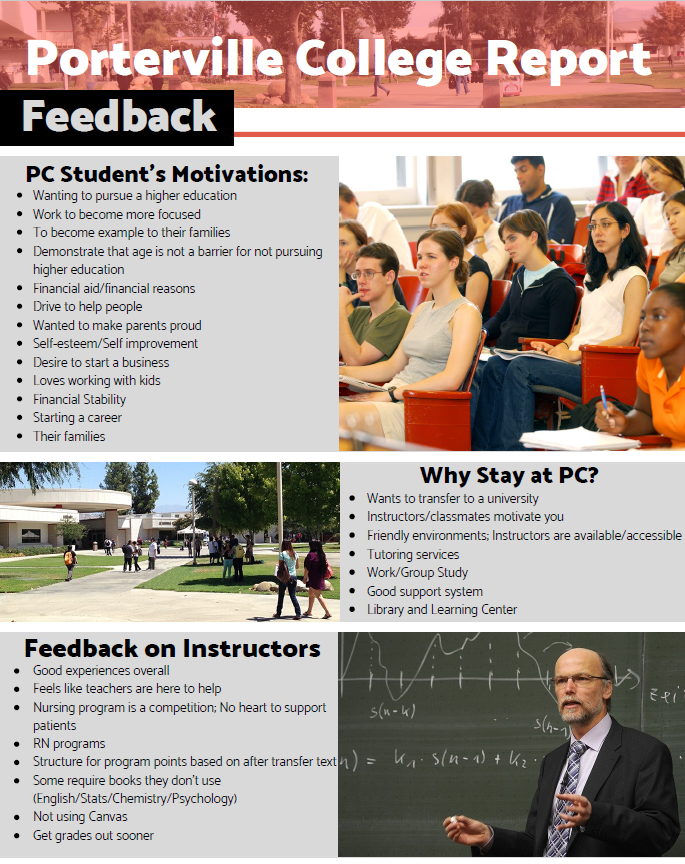 Porterville College Report
Feedback
PC Student's Motivations:
• Wanting to pursue a higher education
• Work to become more focused
• To become example to their families
• Demonstrate that age is not a barrier for not pursuing
higher education
• Financial aid/financial reasons
• Drive to help people
• Wanted to make parents proud
• Self-esteem/Self improvement
• Desire to start a business
• Loves working with kids
• Financial Stability
• Starting a career
• Their families
Why Stay at PC?
• Wants to transfer to a university
• Instructors/classmates motivate you
• Friendly environments; Instructors are available/accessible
• Tutoring services
• Work/Group Study
• Good support system
• Library and Learning Center
Feedback on Instructors
• Good experiences overall
• Feels like teachers are here to help
• Nursing program is a competition; No heart to support
patients
• RN programs
• Structure for program points based on after transfer text
• Some require books they don't use
(English/Stats/Chemistry/Psychology)
• Not using Canvas
• Get grades out sooner
s(n-k)
s(n-1)
n) = k₁ · s(n-1) + k₂ ·